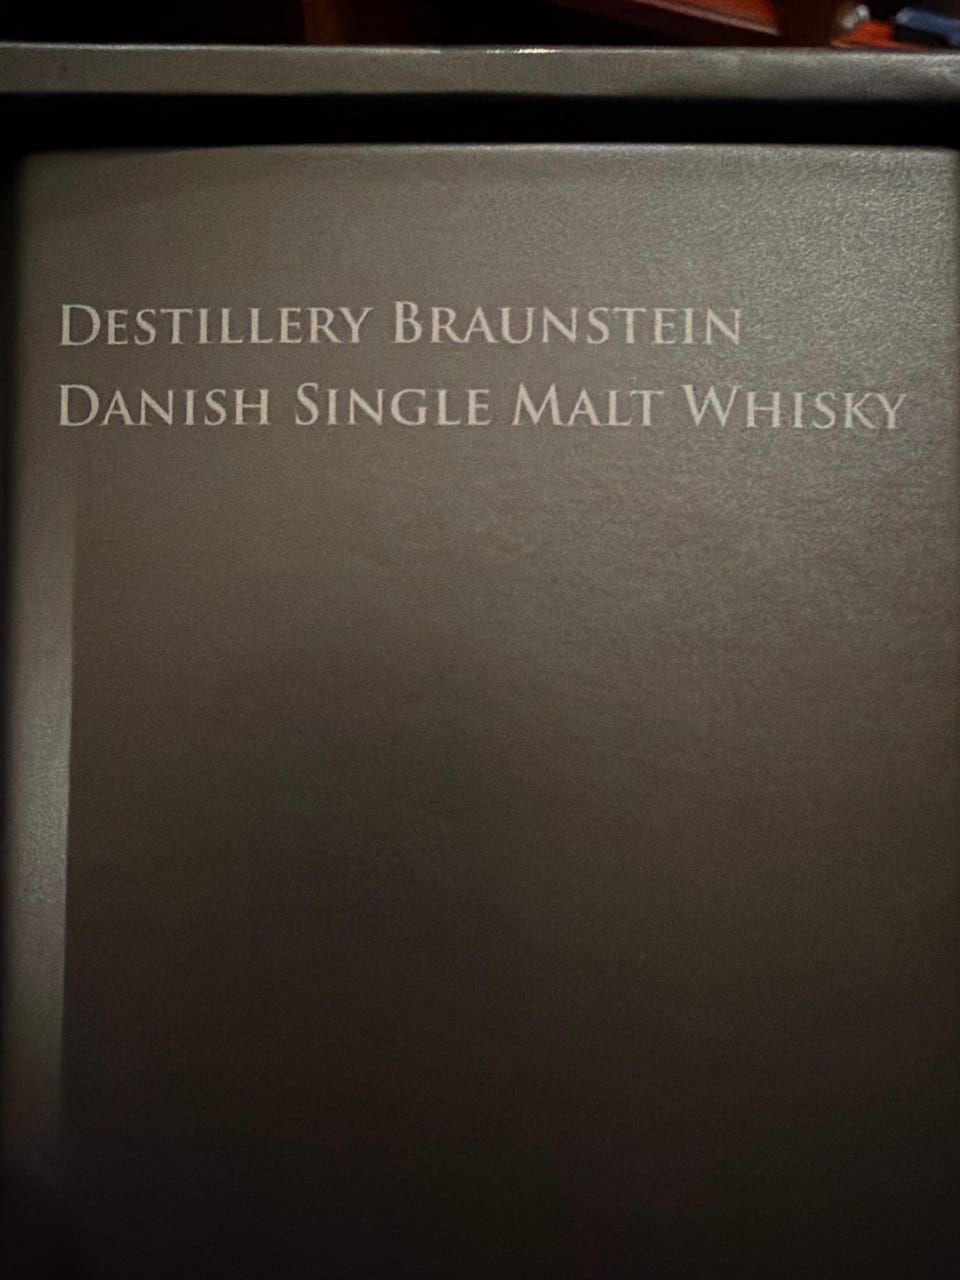 Destillery Braunstein
Danish Single Malt Whisky